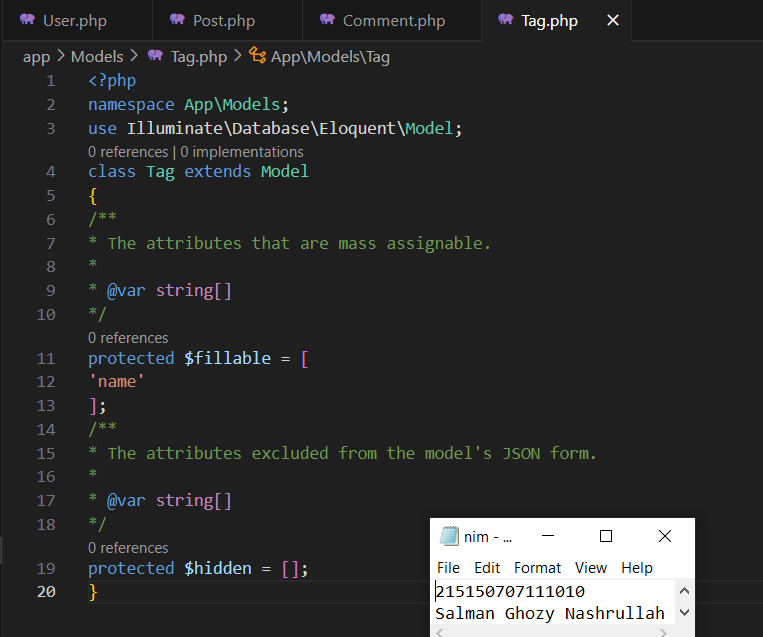 User.php Post.php Comment.php Tag.php
app > Models > Tag.php > App\Models\Tag
1 <?php
2 namespace App\Models;
3 use Illuminate\Database\Eloquent\Model;
0 references | 0 implementations
4 class Tag extends Model
5 {
6 /**
7 * The attributes that are mass assignable.
8 *
9 * @var string[]
10 */
0 references
11 protected $fillable = [
12 'name'
13 ];
14 /**
15 * The attributes excluded from the model's JSON form.
16 *
17 * @var string[]
18 */
0 references
19 protected $hidden = [];
20 }
nim - ...
File Edit Format View Help
215150707111010
Salman Ghozy Nashrullah